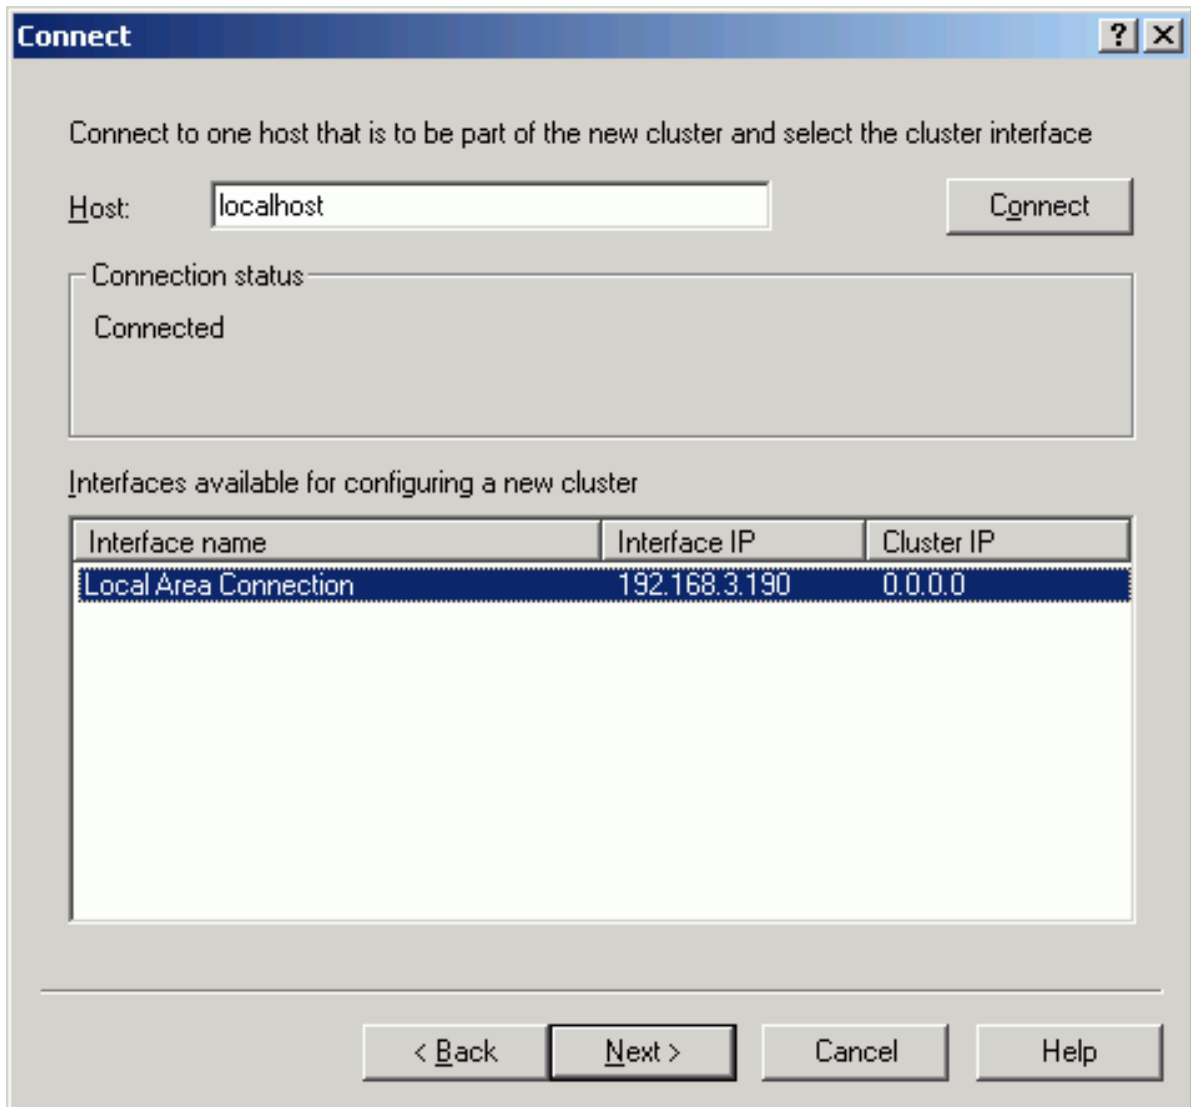 Connect
Connect to one host that is to be part of the new cluster and select the cluster interface
Host: localhost Connect
Connection status
Connected
Interfaces available for configuring a new cluster
Interface name Interface IP Cluster IP
Local Area Connection 192.168.3.190 0.0.0.0
< Back Next > Cancel Help